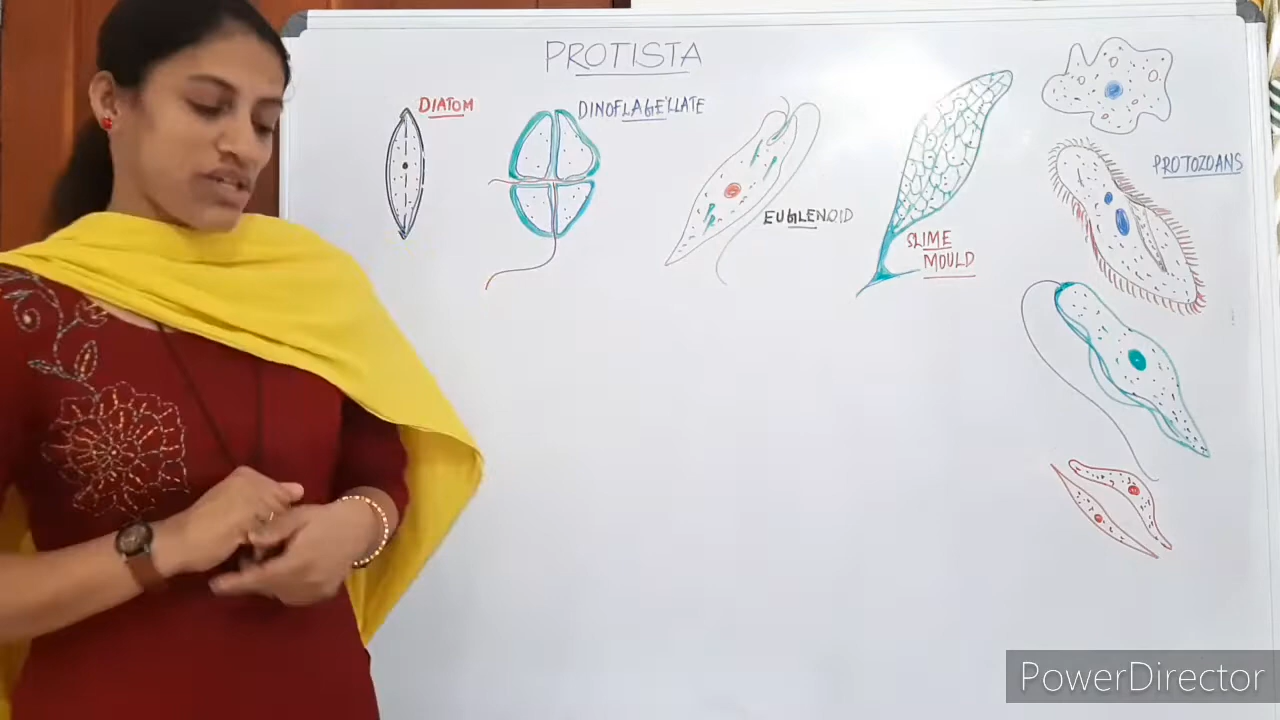 PROTISTA
DIATOM
DINOFLAGELLATE
EUGLENOID
SLIME
MOULD
PROTOZOANS
PowerDirector